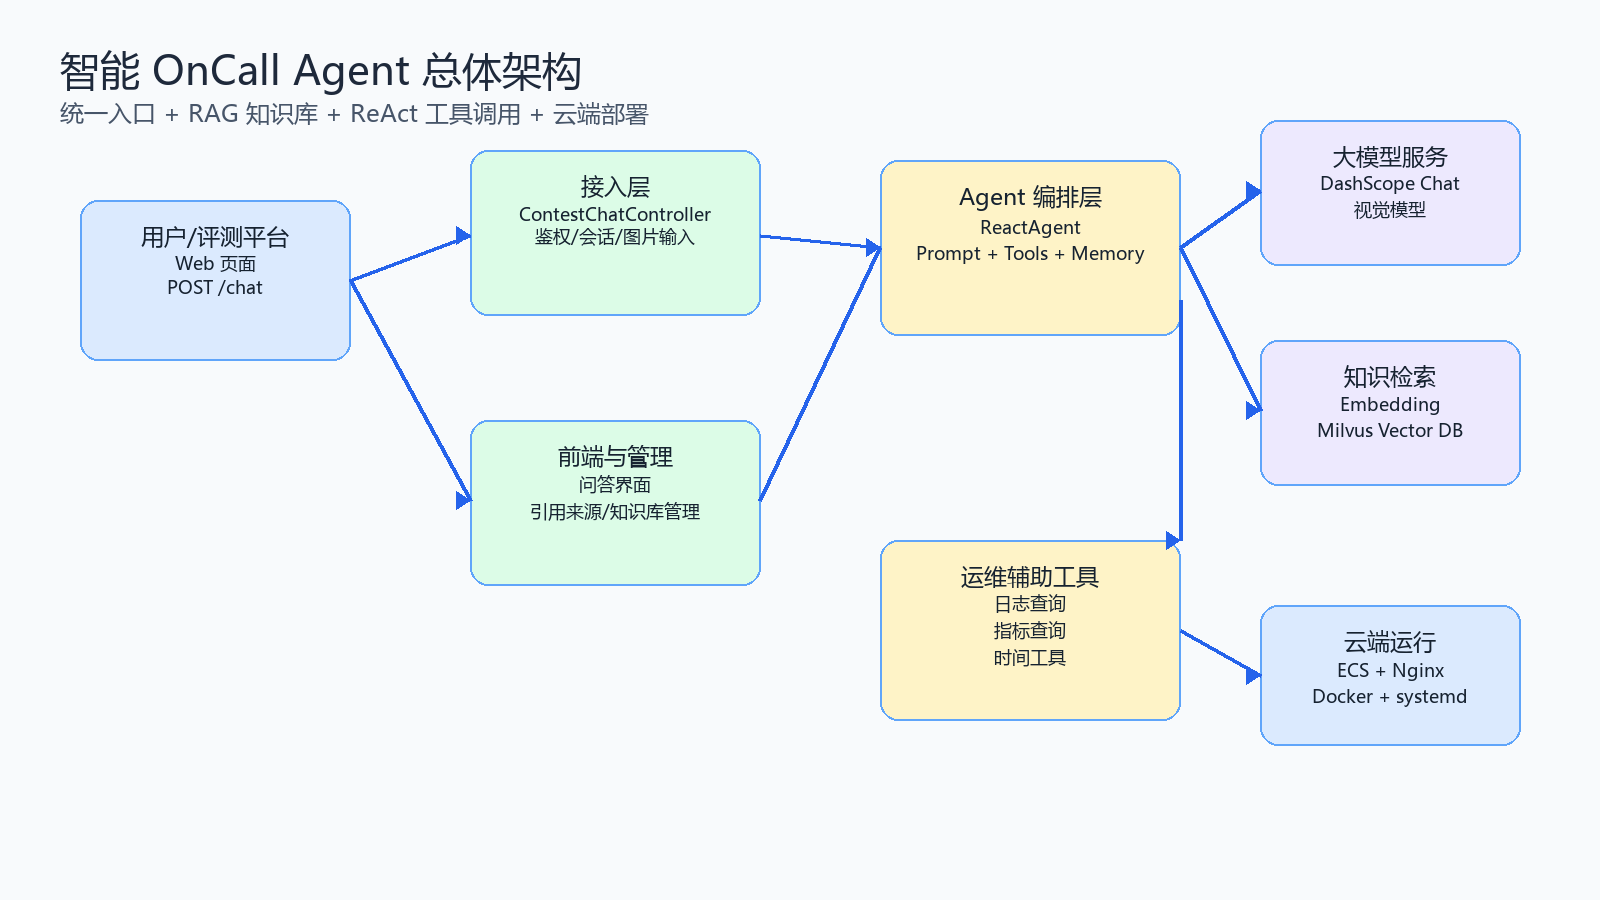 智能 OnCall Agent 总体架构
统一入口 + RAG 知识库 + ReAct 工具调用 + 云端部署
用户/评测平台
Web 页面
POST /chat
接入层
ContestChatController
鉴权/会话/图片输入
前端与管理
问答界面
引用来源/知识库管理
Agent 编排层
ReactAgent
Prompt + Tools + Memory
运维辅助工具
日志查询
指标查询
时间工具
大模型服务
DashScope Chat
视觉模型
知识检索
Embedding
Milvus Vector DB
云端运行
ECS + Nginx
Docker + systemd